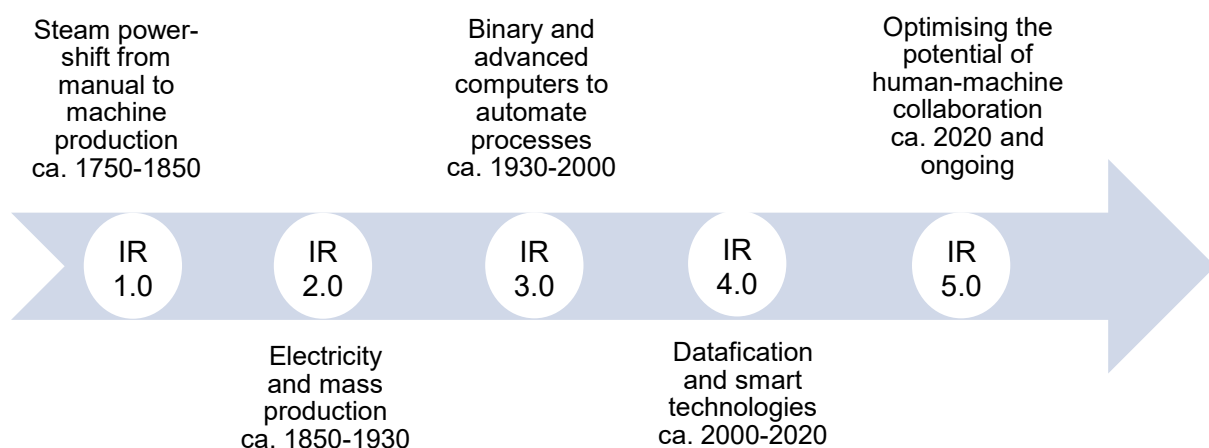 Steam power-
shift from
manual to
machine
production
ca. 1750-1850
Binary and
advanced
computers to
automate
processes
ca. 1930-2000
Optimising the
potential of
human-machine
collaboration
ca. 2020 and
ongoing
IR
1.0
IR
2.0
IR
3.0
IR
4.0
IR
5.0
Electricity
and mass
production
ca. 1850-1930
Datafication
and smart
technologies
ca. 2000-2020